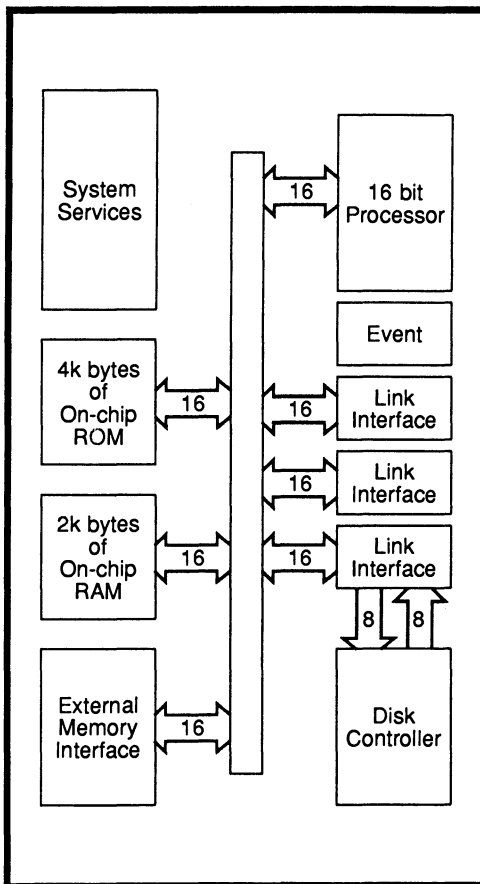 System
Services
4k bytes
of
On-chip
ROM
16
2k bytes
of
On-chip
RAM
16
External
Memory
Interface
16
16
16 bit
Processor
Event
16
Link
Interface
16
Link
Interface
16
Link
Interface
8
8
Disk
Controller